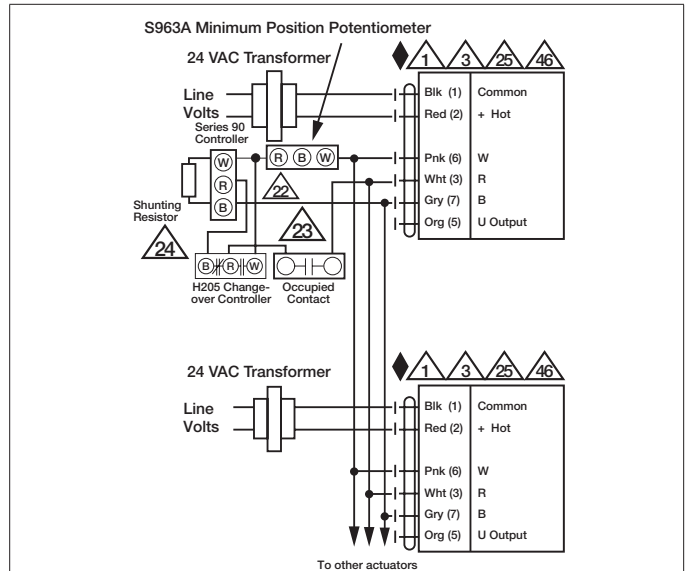 S963A Minimum Position Potentiometer
24 VAC Transformer
1 3 25 46
Line
Volts
Blk (1) Common
Red (2) + Hot
Series 90
Controller
W
R
B
R B W
Pnk (6) W
Wht (3) R
Gry (7) B
Org (5) U Output
Shunting
Resistor
22
23
24
B R W
H205 Change-
over Controller
Occupied
Contact
24 VAC Transformer
1 3 25 46
Line
Volts
Blk (1) Common
Red (2) + Hot
Pnk (6) W
Wht (3) R
Gry (7) B
Org (5) U Output
To other actuators